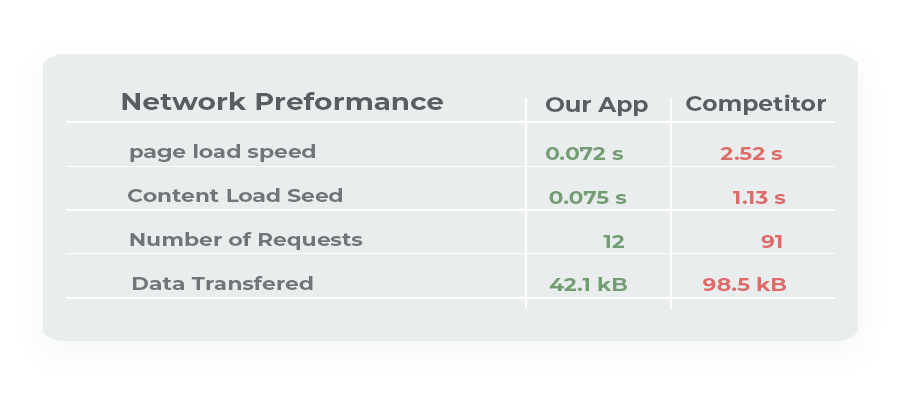 Network Preformance Our App Competitor
page load speed 0.072 s 2.52 s
Content Load Seed 0.075 s 1.13 s
Number of Requests 12 91
Data Transfered 42.1 kB 98.5 kB